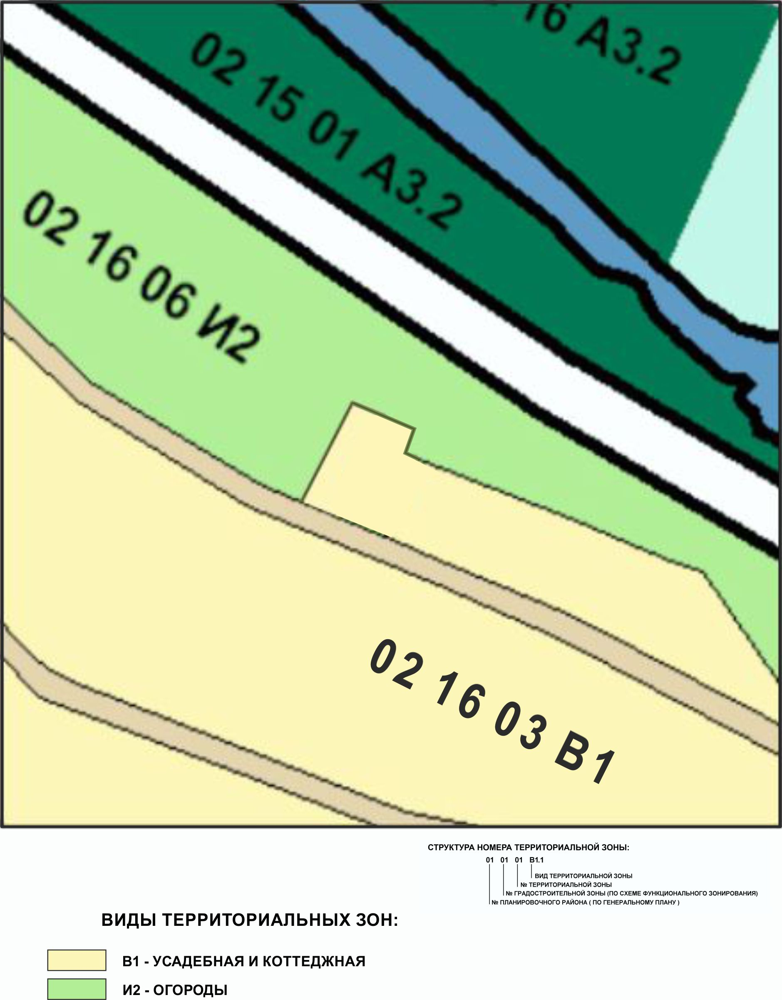 16 А3.2
02 15 01 А3.2
02 16 06 И2
02 16 03 В1
СТРУКТУРА НОМЕРА ТЕРРИТОРИАЛЬНОЙ ЗОНЫ:
01 01 01 В1.1
ВИД ТЕРРИТОРИАЛЬНОЙ ЗОНЫ
№ ТЕРРИТОРИАЛЬНОЙ ЗОНЫ
№ ГРАДОСТРОИТЕЛЬНОЙ ЗОНЫ (ПО СХЕМЕ ФУНКЦИОНАЛЬНОГО ЗОНИРОВАНИЯ)
№ ПЛАНИРОВОЧНОГО РАЙОНА ( ПО ГЕНЕРАЛЬНОМУ ПЛАНУ )
ВИДЫ ТЕРРИТОРИАЛЬНЫХ ЗОН:
В1 - УСАДЕБНАЯ И КОТТЕДЖНАЯ
И2 - ОГОРОДЫ